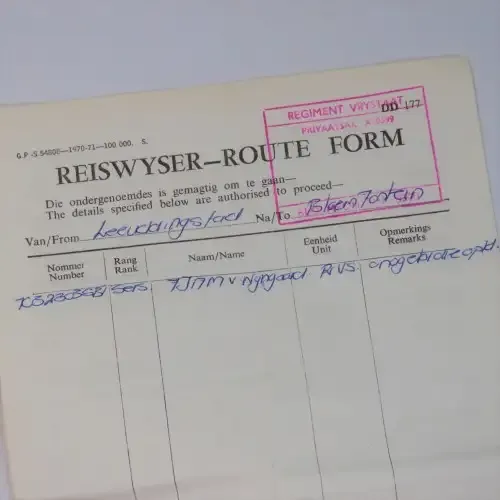 G.P.-S.54808—1970-71—100 000. S.
DD 177
REGIMENT VRYSTAAT
PRIVAATSAK
REISWYSER—ROUTE FORM
Die ondergenoemdes is gemagtig om te gaan—
The details specified below are authorised to proceed—
Van/From Na/To Bloemfontein
Nommer
Number
Rang
Rank
Naam/Name
Eenheid
Unit
Opmerkings
Remarks
Sers. RVS